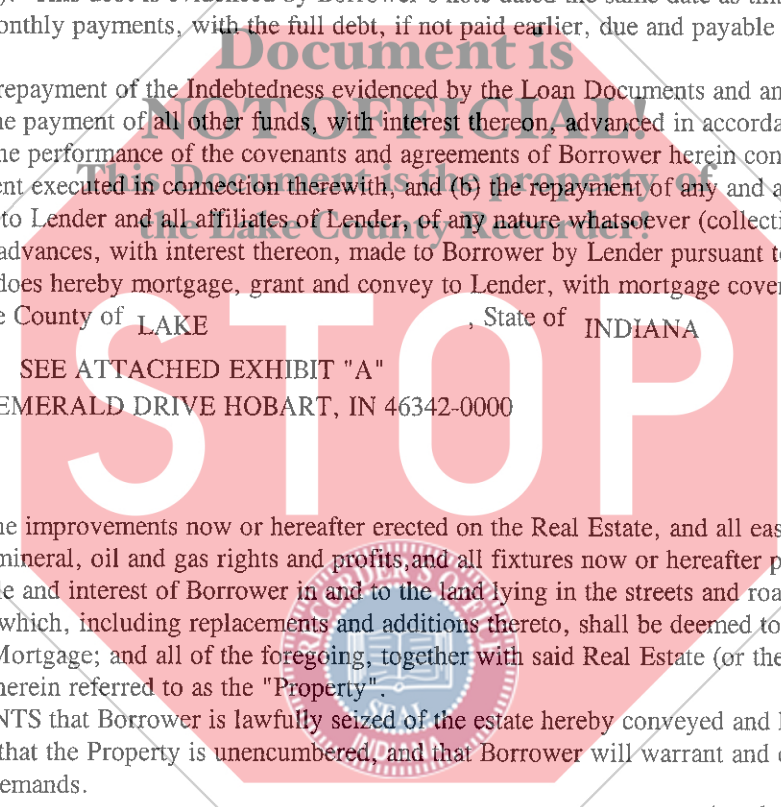 ). This debt is evidenced by Borrower's note dated the same date as this
onthly payments, with the full debt, if not paid earlier, due and payable
Document is
repayment of the Indebtedness evidenced by the Loan Documents and an
NOT OFFICIAL!
ne payment of all other funds, with interest thereon, advanced in accorda
ne performance of the covenants and agreements of Borrower herein con
This Document is the property of
ent executed in connection therewith, and (b) the repayment of any and a
the Lake County Recorder!
to Lender and all affiliates of Lender, of any nature whatsoever (collecti
advances, with interest thereon, made to Borrower by Lender pursuant to
does hereby mortgage, grant and convey to Lender, with mortgage cover
e County of LAKE , State of INDIANA
SEE ATTACHED EXHIBIT "A"
EMERALD DRIVE HOBART, IN 46342-0000
STOP
ne improvements now or hereafter erected on the Real Estate, and all eas
mineral, oil and gas rights and profits,and all fixtures now or hereafter p
le and interest of Borrower in and to the land lying in the streets and roa
which, including replacements and additions thereto, shall be deemed to
Mortgage; and all of the foregoing, together with said Real Estate (or the
herein referred to as the "Property".
NTS that Borrower is lawfully seized of the estate hereby conveyed and
that the Property is unencumbered, and that Borrower will warrant and
emands.
RECORDER'S OFFICE
SEAL
INDIANA